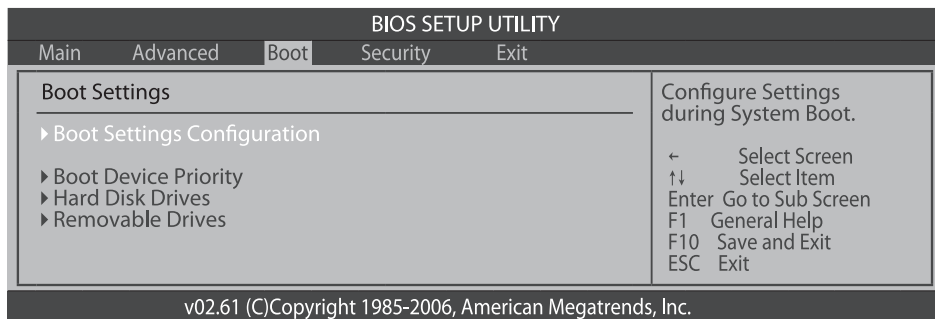 BIOS SETUP UTILITY
Main Advanced Boot Security Exit
Boot Settings
Boot Settings Configuration
Boot Device Priority
Hard Disk Drives
Removable Drives
Configure Settings
during System Boot.
← Select Screen
↑↓ Select Item
Enter Go to Sub Screen
F1 General Help
F10 Save and Exit
ESC Exit
v02.61 (C)Copyright 1985-2006, American Megatrends, Inc.